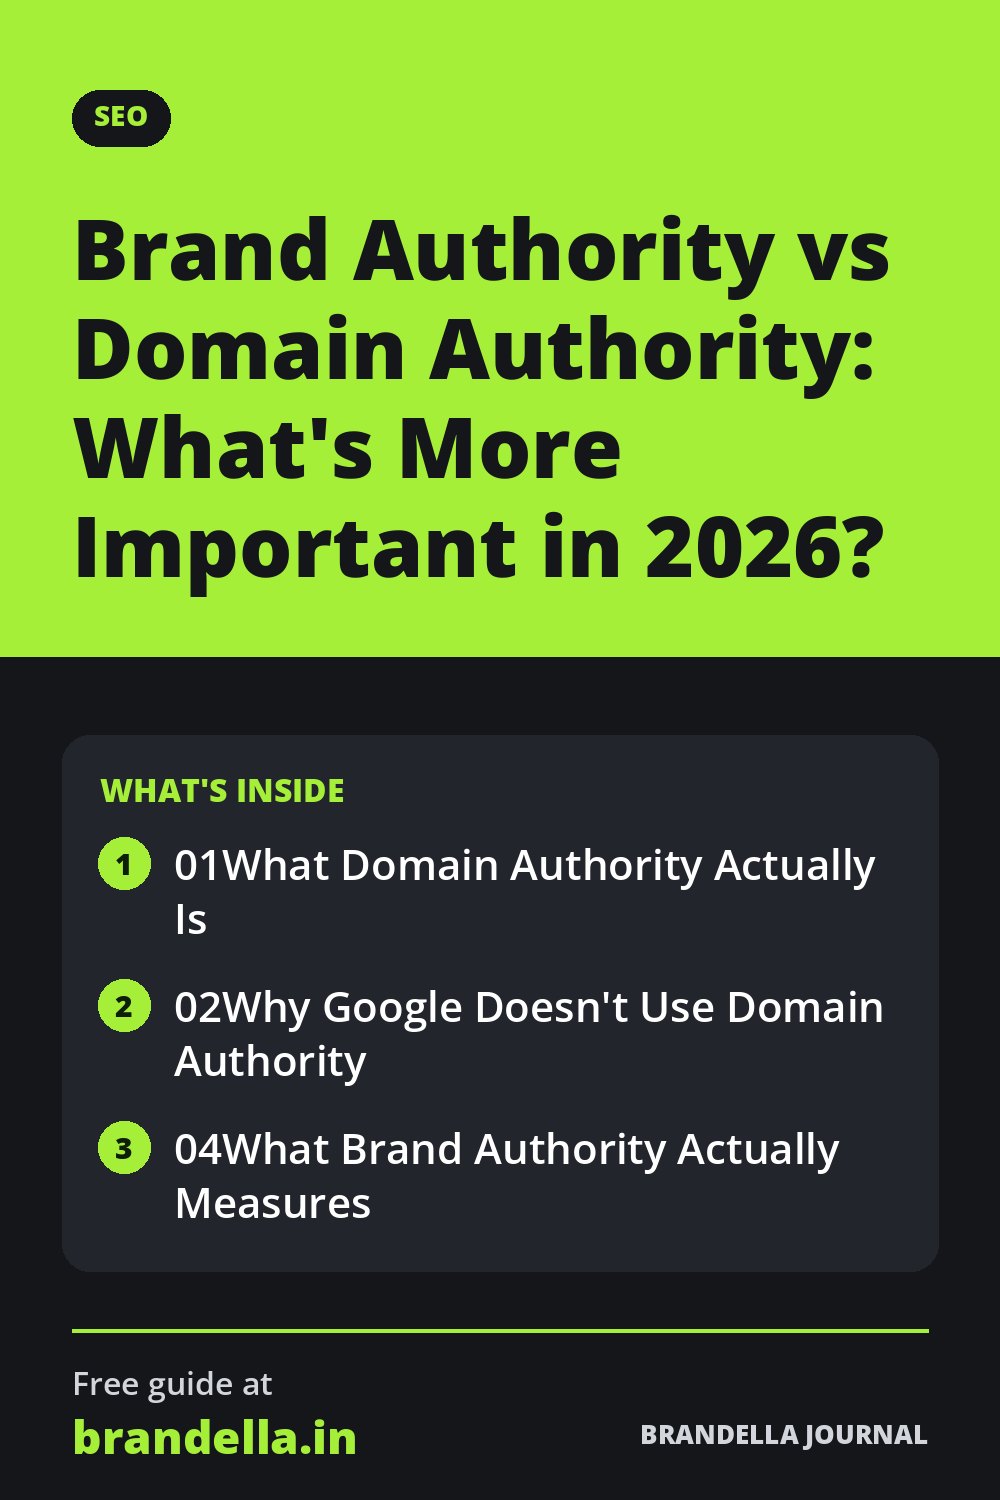 SEO
Brand Authority vs
Domain Authority:
What's More
Important in 2026?
WHAT'S INSIDE
1 01What Domain Authority Actually
Is
2 02Why Google Doesn't Use Domain
Authority
3 04What Brand Authority Actually
Measures
Free guide at
brandella.in
BRANDELLA JOURNAL